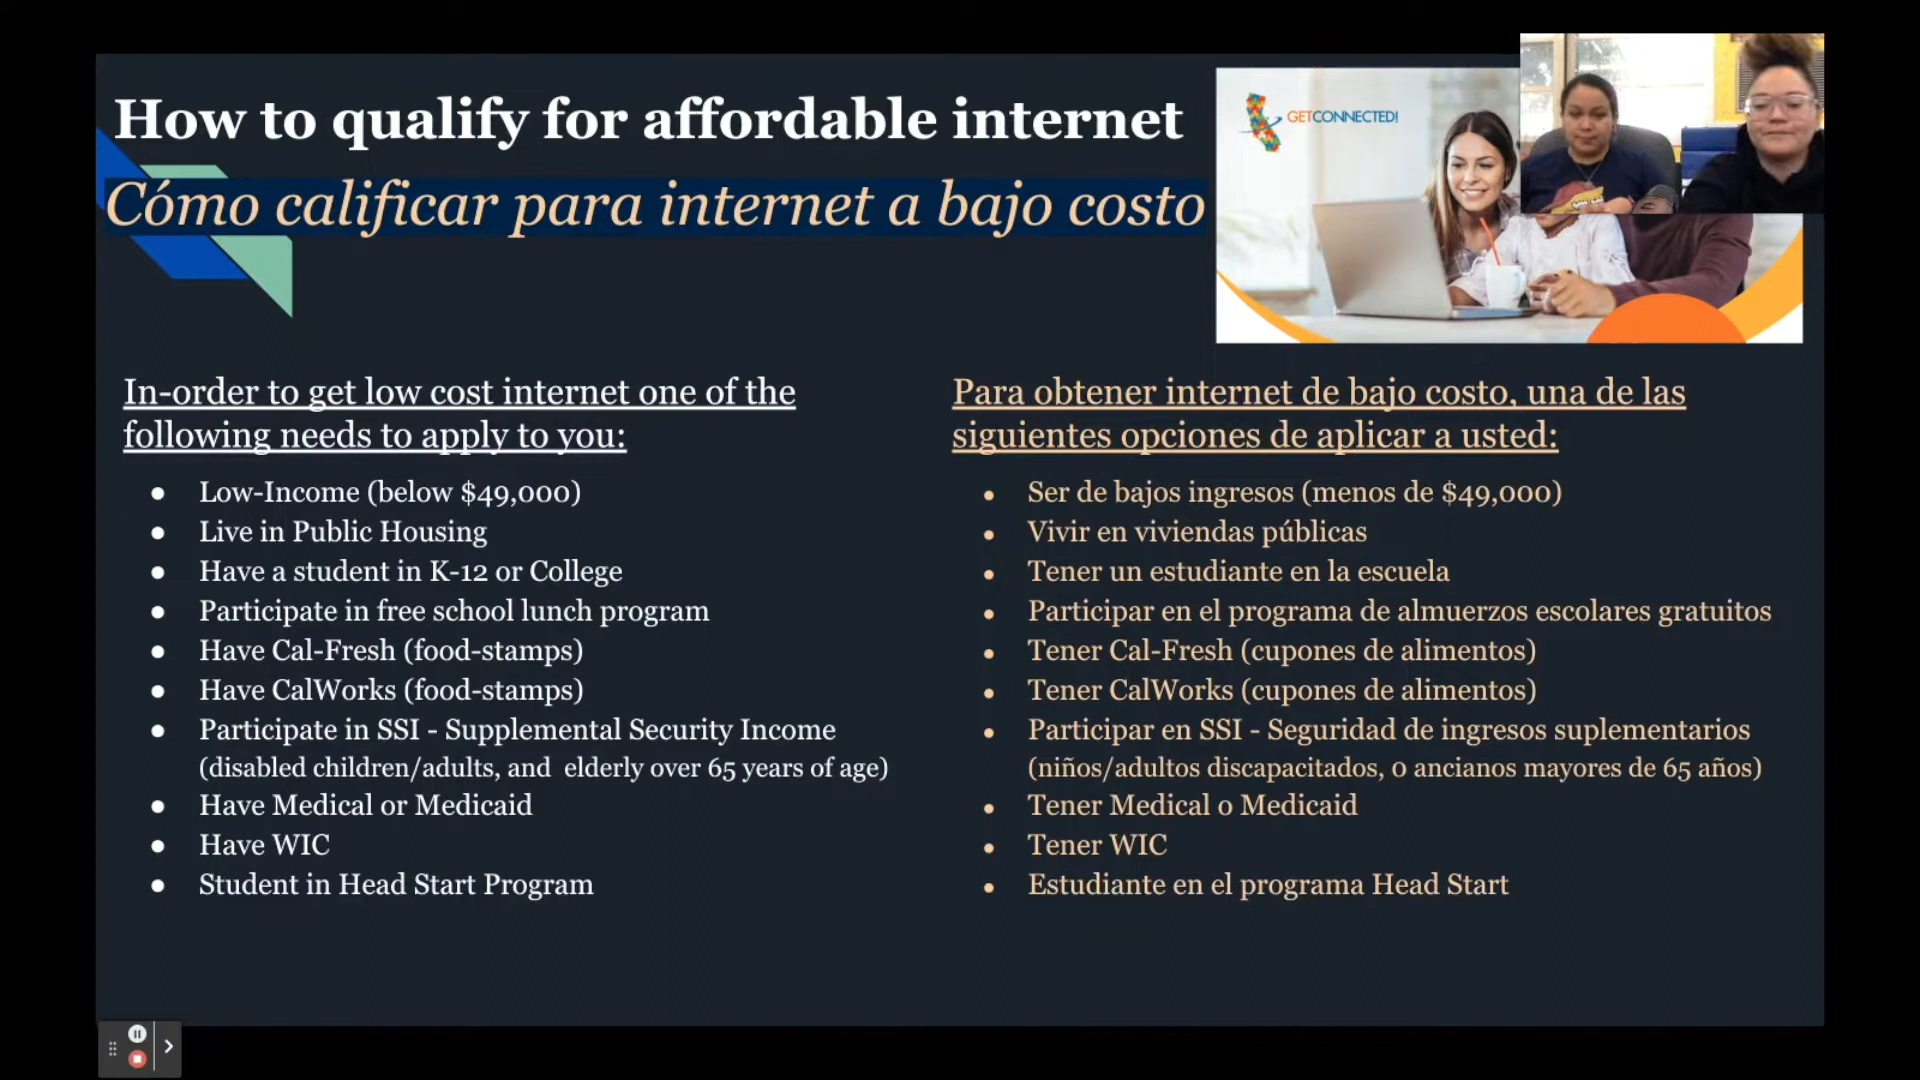 How to qualify for affordable internet
Cómo calificar para internet a bajo costo
GETCONNECTED!
In-order to get low cost internet one of the
following needs to apply to you:
● Low-Income (below $49,000)
● Live in Public Housing
● Have a student in K-12 or College
● Participate in free school lunch program
● Have Cal-Fresh (food-stamps)
● Have CalWorks (food-stamps)
● Participate in SSI - Supplemental Security Income
(disabled children/adults, and elderly over 65 years of age)
● Have Medical or Medicaid
● Have WIC
● Student in Head Start Program
Para obtener internet de bajo costo, una de las
siguientes opciones de aplicar a usted:
● Ser de bajos ingresos (menos de $49,000)
● Vivir en viviendas públicas
● Tener un estudiante en la escuela
● Participar en el programa de almuerzos escolares gratuitos
● Tener Cal-Fresh (cupones de alimentos)
● Tener CalWorks (cupones de alimentos)
● Participar en SSI - Seguridad de ingresos suplementarios
(niños/adultos discapacitados, 0 ancianos mayores de 65 años)
● Tener Medical o Medicaid
● Tener WIC
● Estudiante en el programa Head Start